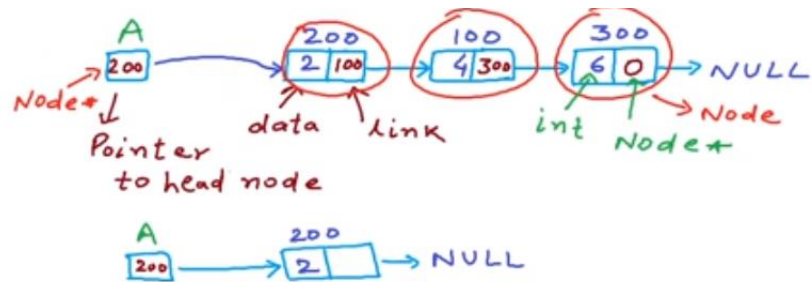 A 200 100 300
200 2 100 4 300 6 0 NULL
Node* data link int Node* Node
Pointer
to head node
A 200
200 2 NULL